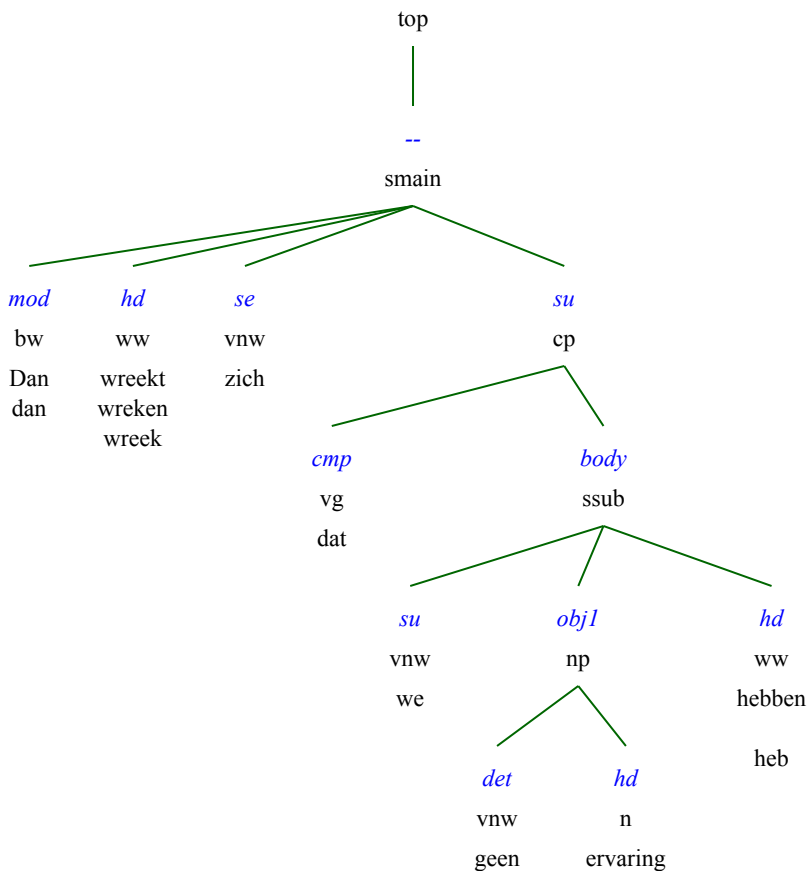 top
--
smain
mod hd se su
bw ww vnw cp
Dan wreekt zich
dan wreken
wreek
cmp body
vg ssub
dat
su obj1 hd
vnw np ww
we hebben
heb
det hd
vnw n
geen ervaring